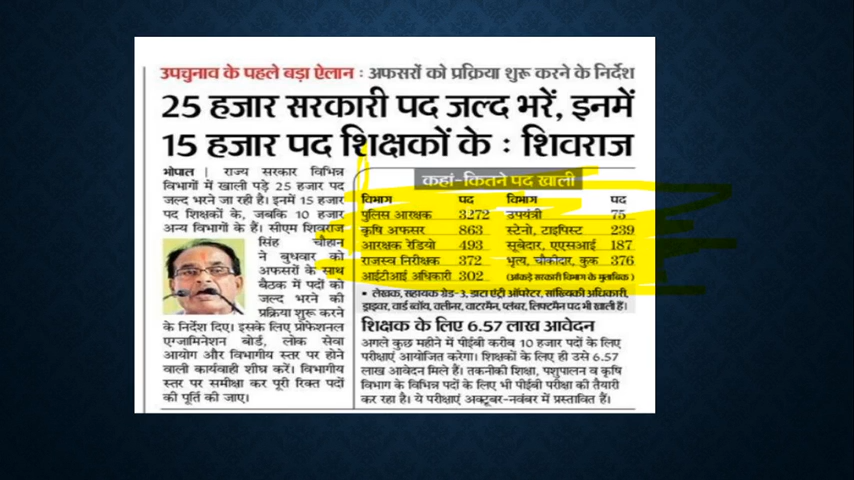 उपचुनाव के पहले बड़ा ऐलान : अफसरों को प्रक्रिया शुरू करने के निर्देश
25 हजार सरकारी पद जल्द भरें, इनमें
15 हजार पद शिक्षकों के : शिवराज
भोपाल | राज्य सरकार विभिन्न
विभागों में खाली पड़े 25 हजार पद
जल्द भरने जा रही है। इनमें 15 हजार
पद शिक्षकों के, जबकि 10 हजार
अन्य विभागों के हैं। सीएम शिवराज
सिंह चौहान
ने बुधवार को
अफसरों के साथ
बैठक में पदों को
जल्द भरने की
प्रक्रिया शुरू करने
के निर्देश दिए। इसके लिए प्रोफेशनल
एग्जामिनेशन बोर्ड, लोक सेवा
आयोग और विभागीय स्तर पर होने
वाली कार्यवाही शीघ्र करें। विभागीय
स्तर पर समीक्षा कर पूरी रिक्त पदों
की पूर्ति की जाए।
कहां-कितने पद खाली
विभाग पद विभाग पद
पुलिस आरक्षक 3272 उपयंत्री 75
कृषि अफसर 863 स्टेनो, टाइपिस्ट 239
आरक्षक रेडियो 493 सूबेदार, एएसआई 187
राजस्व निरीक्षक 372 भृत्य, चौकीदार, कुक 376
आईटीआई अधिकारी 302 (आंकड़े सरकारी विभाग के मुताबिक)
• लेखक, सहायक ग्रेड-3, डाटा एंट्री ऑपरेटर, सांख्यिकी अधिकारी,
ड्राइवर, वार्ड ब्वॉय, क्लीनर, वाटरमैन, प्लंबर, लिफ्टमैन पद भी खाली हैं।
शिक्षक के लिए 6.57 लाख आवेदन
अगले कुछ महीने में पीईबी करीब 10 हजार पदों के लिए
परीक्षाएं आयोजित करेगा। शिक्षकों के लिए ही उसे 6.57
लाख आवेदन मिले हैं। तकनीकी शिक्षा, पशुपालन व कृषि
विभाग के विभिन्न पदों के लिए भी पीईबी परीक्षा की तैयारी
कर रहा है। ये परीक्षाएं अक्टूबर-नवंबर में प्रस्तावित हैं।